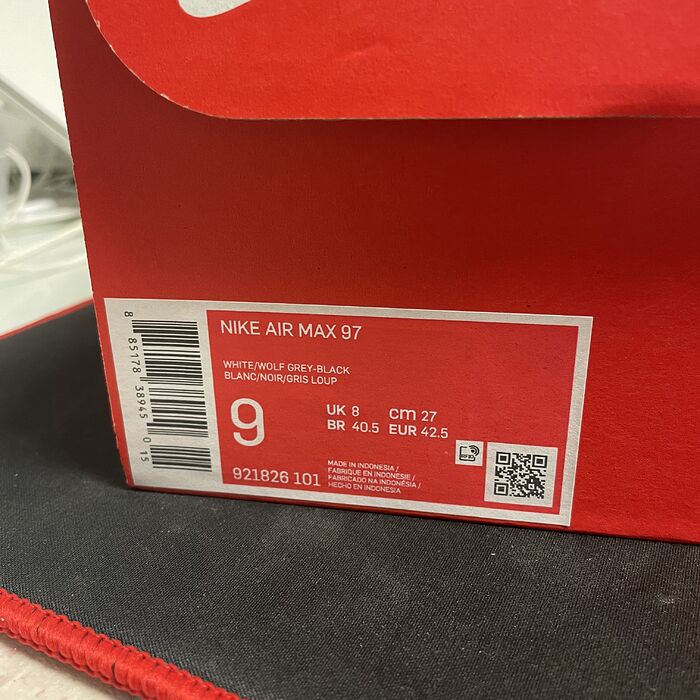 NIKE AIR MAX 97
WHITE/WOLF GREY-BLACK
BLANC/NOIR/GRIS LOUP
9
UK 8 cm 27
BR 40.5 EUR 42.5
RFID
921826 101
MADE IN INDONESIA /
FABRIQUE EN INDONESIE /
FABRICADO NA INDONÉSIA /
HECHO EN INDONESIA
8 85178 38945 0 15